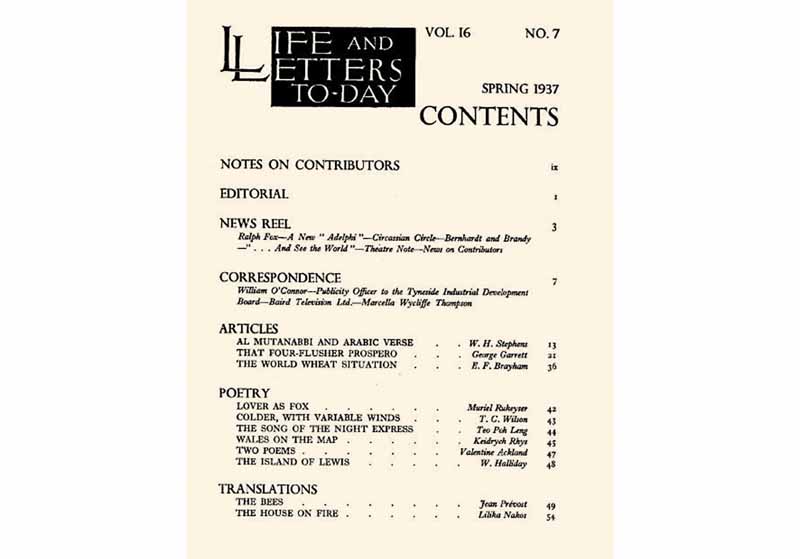 LIFE AND
LETTERS
TO-DAY
VOL. 16 NO. 7
SPRING 1937
CONTENTS
NOTES ON CONTRIBUTORS ix
EDITORIAL 1
NEWS REEL 3
Ralph Fox—A New "Adelphi"—Circassian Circle—Bernhardt and Brandy
—". . . And See the World"—Theatre Note—News on Contributors
CORRESPONDENCE 7
William O'Connor—Publicity Officer to the Tyneside Industrial Development
Board—Baird Television Ltd.—Marcella Wycliffe Thompson
ARTICLES
AL MUTANABBI AND ARABIC VERSE . . W. H. Stephens 13
THAT FOUR-FLUSHER PROSPERO . . . George Garrett 21
THE WORLD WHEAT SITUATION . . . E. F. Brayham 36
POETRY
LOVER AS FOX . . . . . . Muriel Rukeyser 42
COLDER, WITH VARIABLE WINDS . . . T. C. Wilson 43
THE SONG OF THE NIGHT EXPRESS . . Teo Poh Leng 44
WALES ON THE MAP . . . . . Keidrych Rhys 45
TWO POEMS . . . . . . . Valentine Ackland 47
THE ISLAND OF LEWIS . . . . . W. Halliday 48
TRANSLATIONS
THE BEES . . . . . . . . Jean Prévost 49
THE HOUSE ON FIRE . . . . . . Lilika Nakos 54